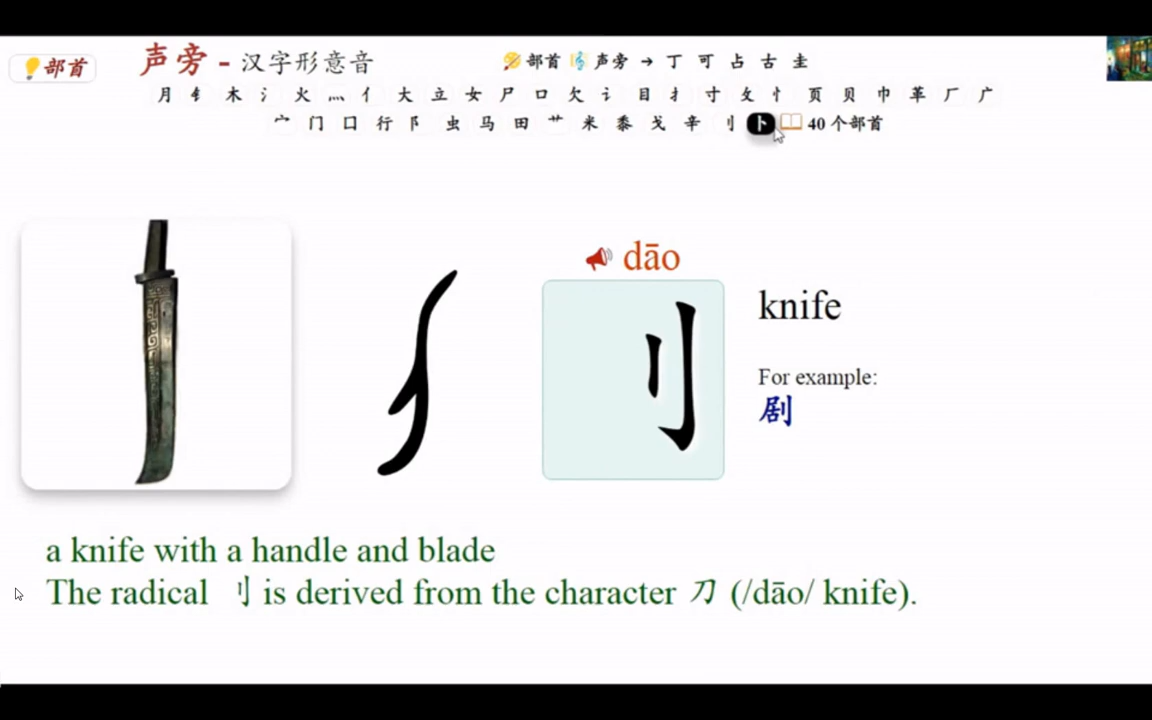 部首
声旁 - 汉字形意音
部首 声旁 → 丁 可 占 古 圭
月 钅 木 氵 火 灬 亻 大 立 女 尸 口 欠 讠 目 扌 寸 攵 忄 页 贝 巾 革 厂 广
宀 门 囗 行 阝 虫 马 田 艹 米 黍 戈 辛 刂 卜 40 个部首
dāo
刂
knife
For example:
剧
a knife with a handle and blade
The radical 刂 is derived from the character 刀 (/dāo/ knife).